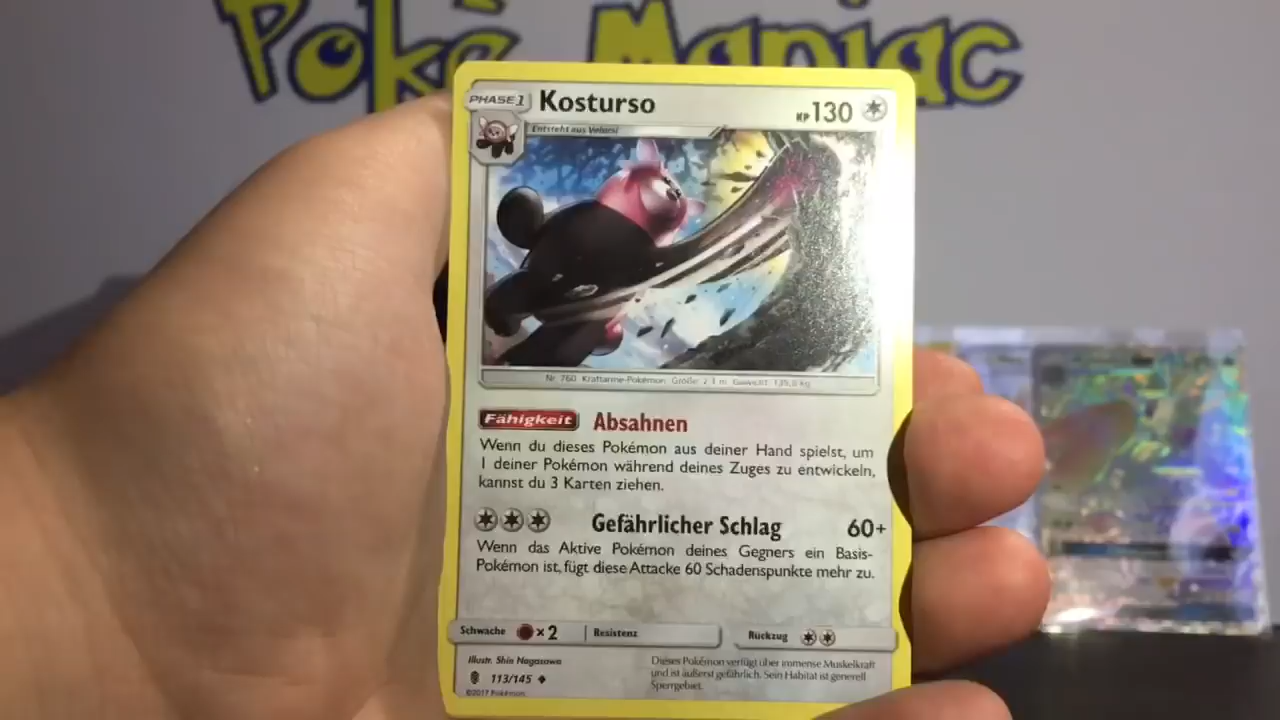 Poké Maniac
PHASE 1
Kosturso
KP 130
Entsteht aus Velursi
Nr. 760 Kraftarme-Pokémon Größe: 2,1 m Gewicht: 135,0 kg
Fähigkeit Absahnen
Wenn du dieses Pokémon aus deiner Hand spielst, um
1 deiner Pokémon während deines Zuges zu entwickeln,
kannst du 3 Karten ziehen.
Gefährlicher Schlag 60+
Wenn das Aktive Pokémon deines Gegners ein Basis-
Pokémon ist, fügt diese Attacke 60 Schadenspunkte mehr zu.
Schwäche ×2 Resistenz Rückzug
Illustr. Shin Nagasawa
113/145
©2017 Pokémon
Dieses Pokémon verfügt über immense Muskelkraft
und ist äußerst gefährlich. Sein Habitat ist generell
Sperrgebiet.